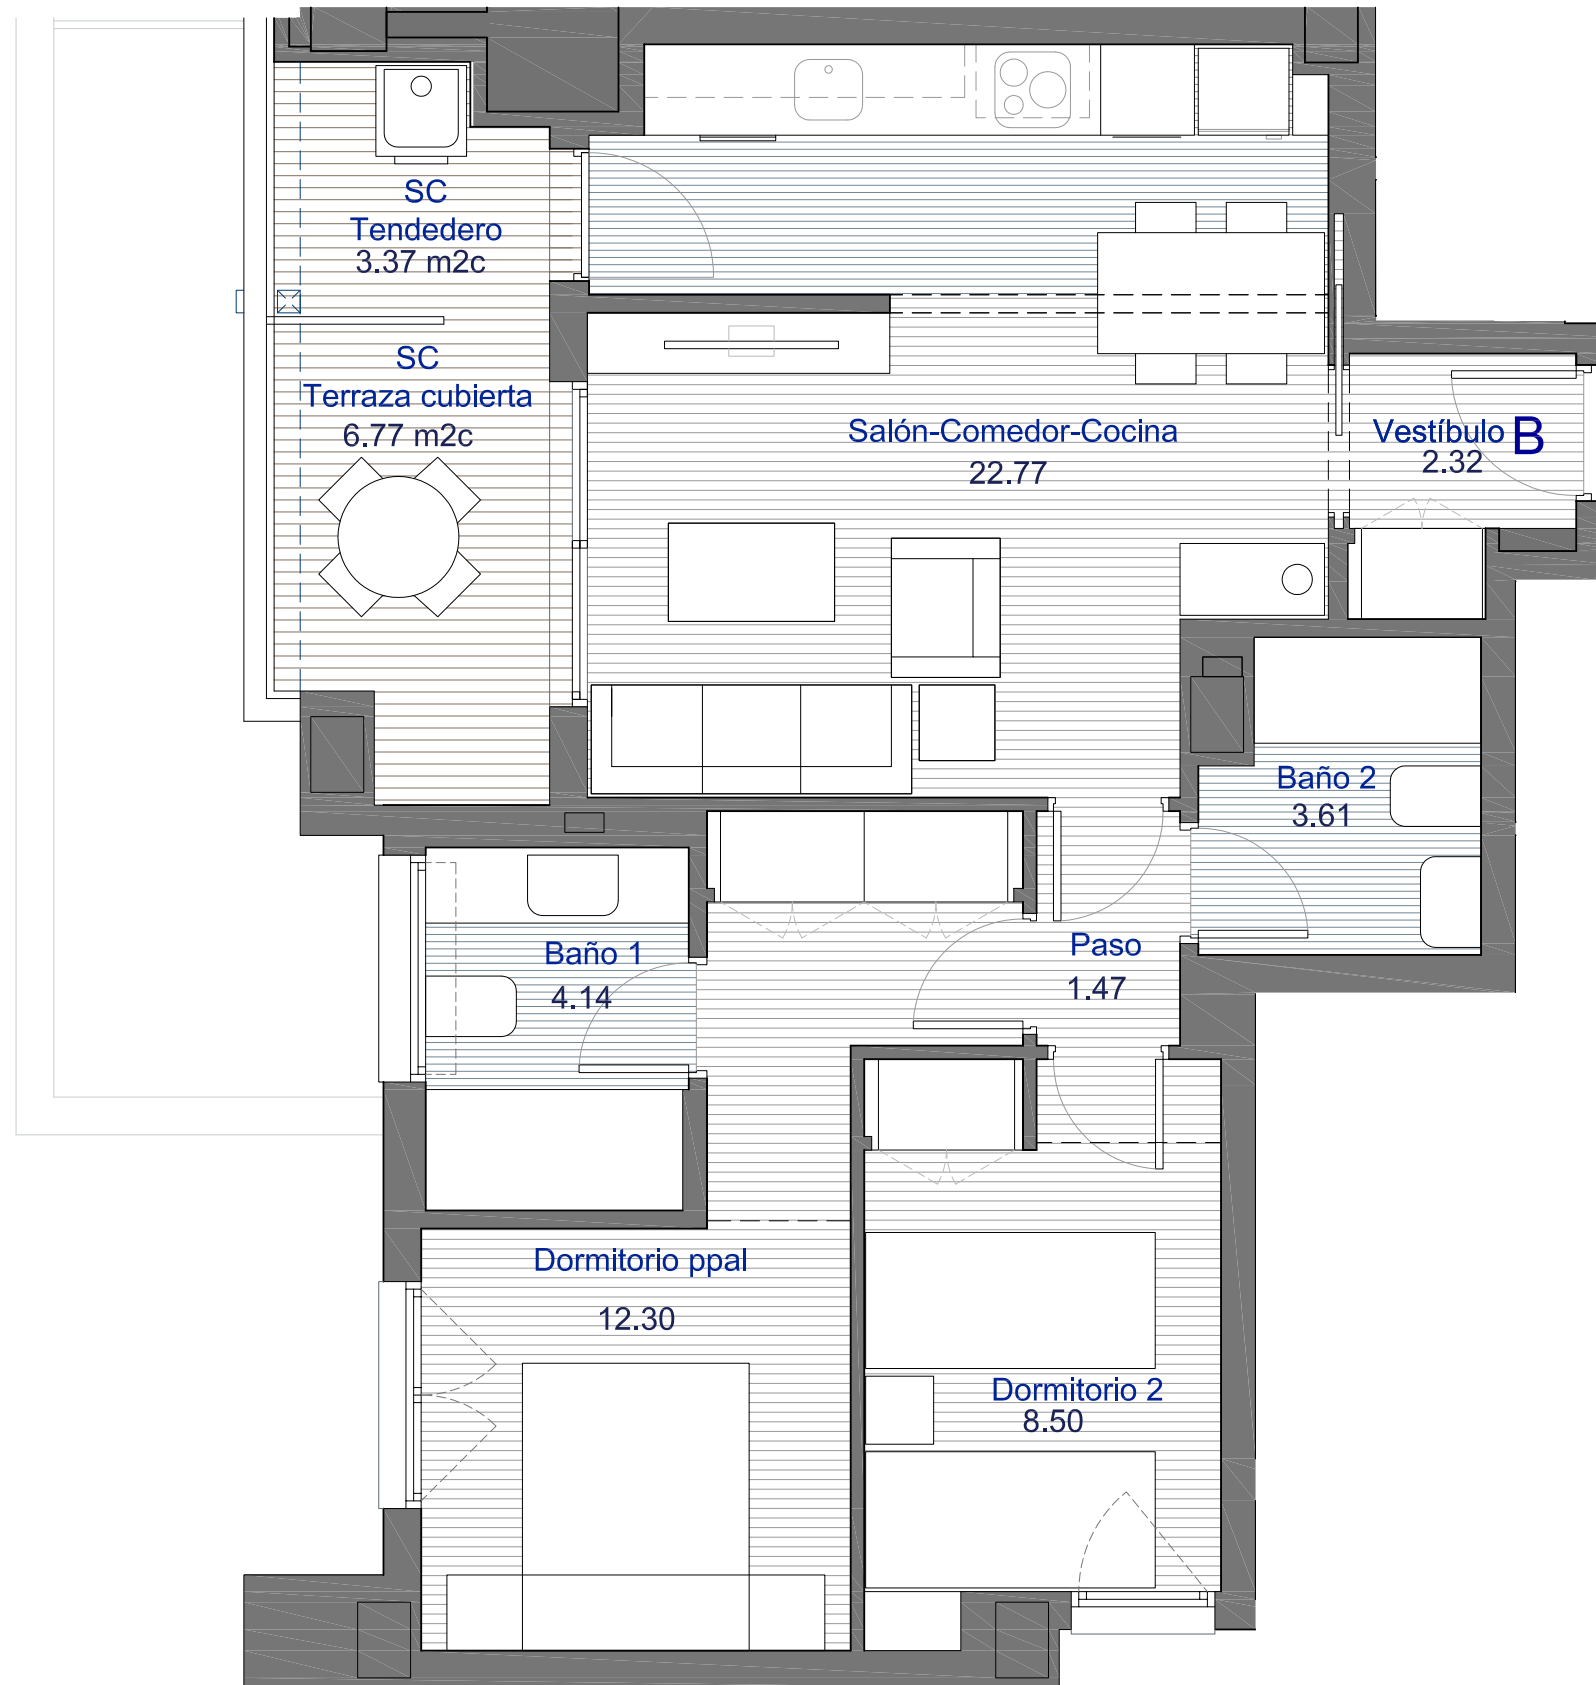 SC
Tendedero
3.37 m2c
SC
Terraza cubierta
6.77 m2c
Salón-Comedor-Cocina
22.77
Vestíbulo B
2.32
Baño 2
3.61
Baño 1
4.14
Paso
1.47
Dormitorio ppal
12.30
Dormitorio 2
8.50